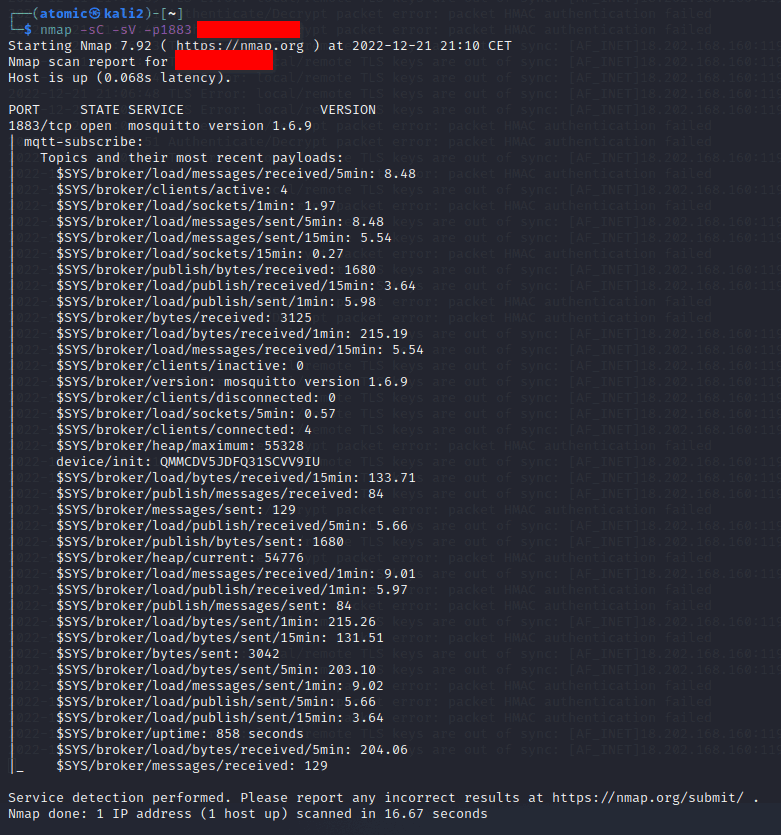 ┌──(atomic㉿kali2)-[~]
└─$ nmap -sC -sV -p1883
Starting Nmap 7.92 ( https://nmap.org ) at 2022-12-21 21:10 CET
Nmap scan report for
Host is up (0.068s latency).

PORT     STATE SERVICE                 VERSION
1883/tcp open  mosquitto version 1.6.9
| mqtt-subscribe:
|   Topics and their most recent payloads:
|     $SYS/broker/load/messages/received/5min: 8.48
|     $SYS/broker/clients/active: 4
|     $SYS/broker/load/sockets/1min: 1.97
|     $SYS/broker/load/messages/sent/5min: 8.48
|     $SYS/broker/load/messages/sent/15min: 5.54
|     $SYS/broker/load/sockets/15min: 0.27
|     $SYS/broker/publish/bytes/received: 1680
|     $SYS/broker/load/publish/received/15min: 3.64
|     $SYS/broker/load/publish/sent/1min: 5.98
|     $SYS/broker/bytes/received: 3125
|     $SYS/broker/load/bytes/received/1min: 215.19
|     $SYS/broker/load/messages/received/15min: 5.54
|     $SYS/broker/clients/inactive: 0
|     $SYS/broker/version: mosquitto version 1.6.9
|     $SYS/broker/clients/disconnected: 0
|     $SYS/broker/load/sockets/5min: 0.57
|     $SYS/broker/clients/connected: 4
|     $SYS/broker/heap/maximum: 55328
|     device/init: QMMCDV5JDFQ31SCVV9IU
|     $SYS/broker/load/bytes/received/15min: 133.71
|     $SYS/broker/publish/messages/received: 84
|     $SYS/broker/messages/sent: 129
|     $SYS/broker/load/publish/received/5min: 5.66
|     $SYS/broker/publish/bytes/sent: 1680
|     $SYS/broker/heap/current: 54776
|     $SYS/broker/load/messages/received/1min: 9.01
|     $SYS/broker/load/publish/received/1min: 5.97
|     $SYS/broker/publish/messages/sent: 84
|     $SYS/broker/load/bytes/sent/1min: 215.26
|     $SYS/broker/load/bytes/sent/15min: 131.51
|     $SYS/broker/bytes/sent: 3042
|     $SYS/broker/load/bytes/sent/5min: 203.10
|     $SYS/broker/load/messages/sent/1min: 9.02
|     $SYS/broker/load/publish/sent/5min: 5.66
|     $SYS/broker/load/publish/sent/15min: 3.64
|     $SYS/broker/uptime: 858 seconds
|     $SYS/broker/load/bytes/received/5min: 204.06
|_    $SYS/broker/messages/received: 129

Service detection performed. Please report any incorrect results at https://nmap.org/submit/ .
Nmap done: 1 IP address (1 host up) scanned in 16.67 seconds